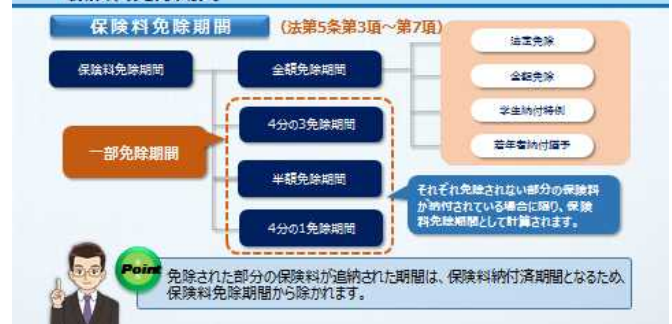 保険料免除期間 （法第5条第3項～第7項）
保険料免除期間
全額免除期間
法定免除
全額免除
学生納付特例
若年者納付猶予
4分の3免除期間
一部免除期間
半額免除期間
4分の1免除期間
それぞれ免除されない部分の保険料
が納付されている場合に限り、保険
料免除期間として計算されます。
Point
免除された部分の保険料が追納された期間は、保険料納付済期間となるため、
保険料免除期間から除かれます。